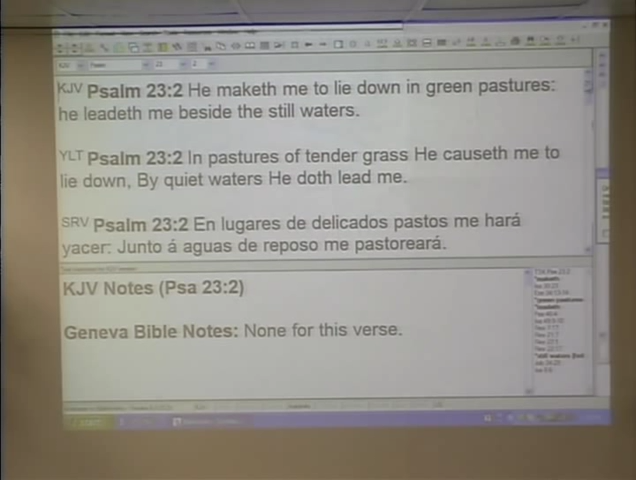 KJV Psalm 23:2 He maketh me to lie down in green pastures:
he leadeth me beside the still waters.
YLT Psalm 23:2 In pastures of tender grass He causeth me to
lie down, By quiet waters He doth lead me.
SRV Psalm 23:2 En lugares de delicados pastos me hará
yacer: Junto á aguas de reposo me pastoreará.
KJV Notes (Psa 23:2)
Geneva Bible Notes: None for this verse.